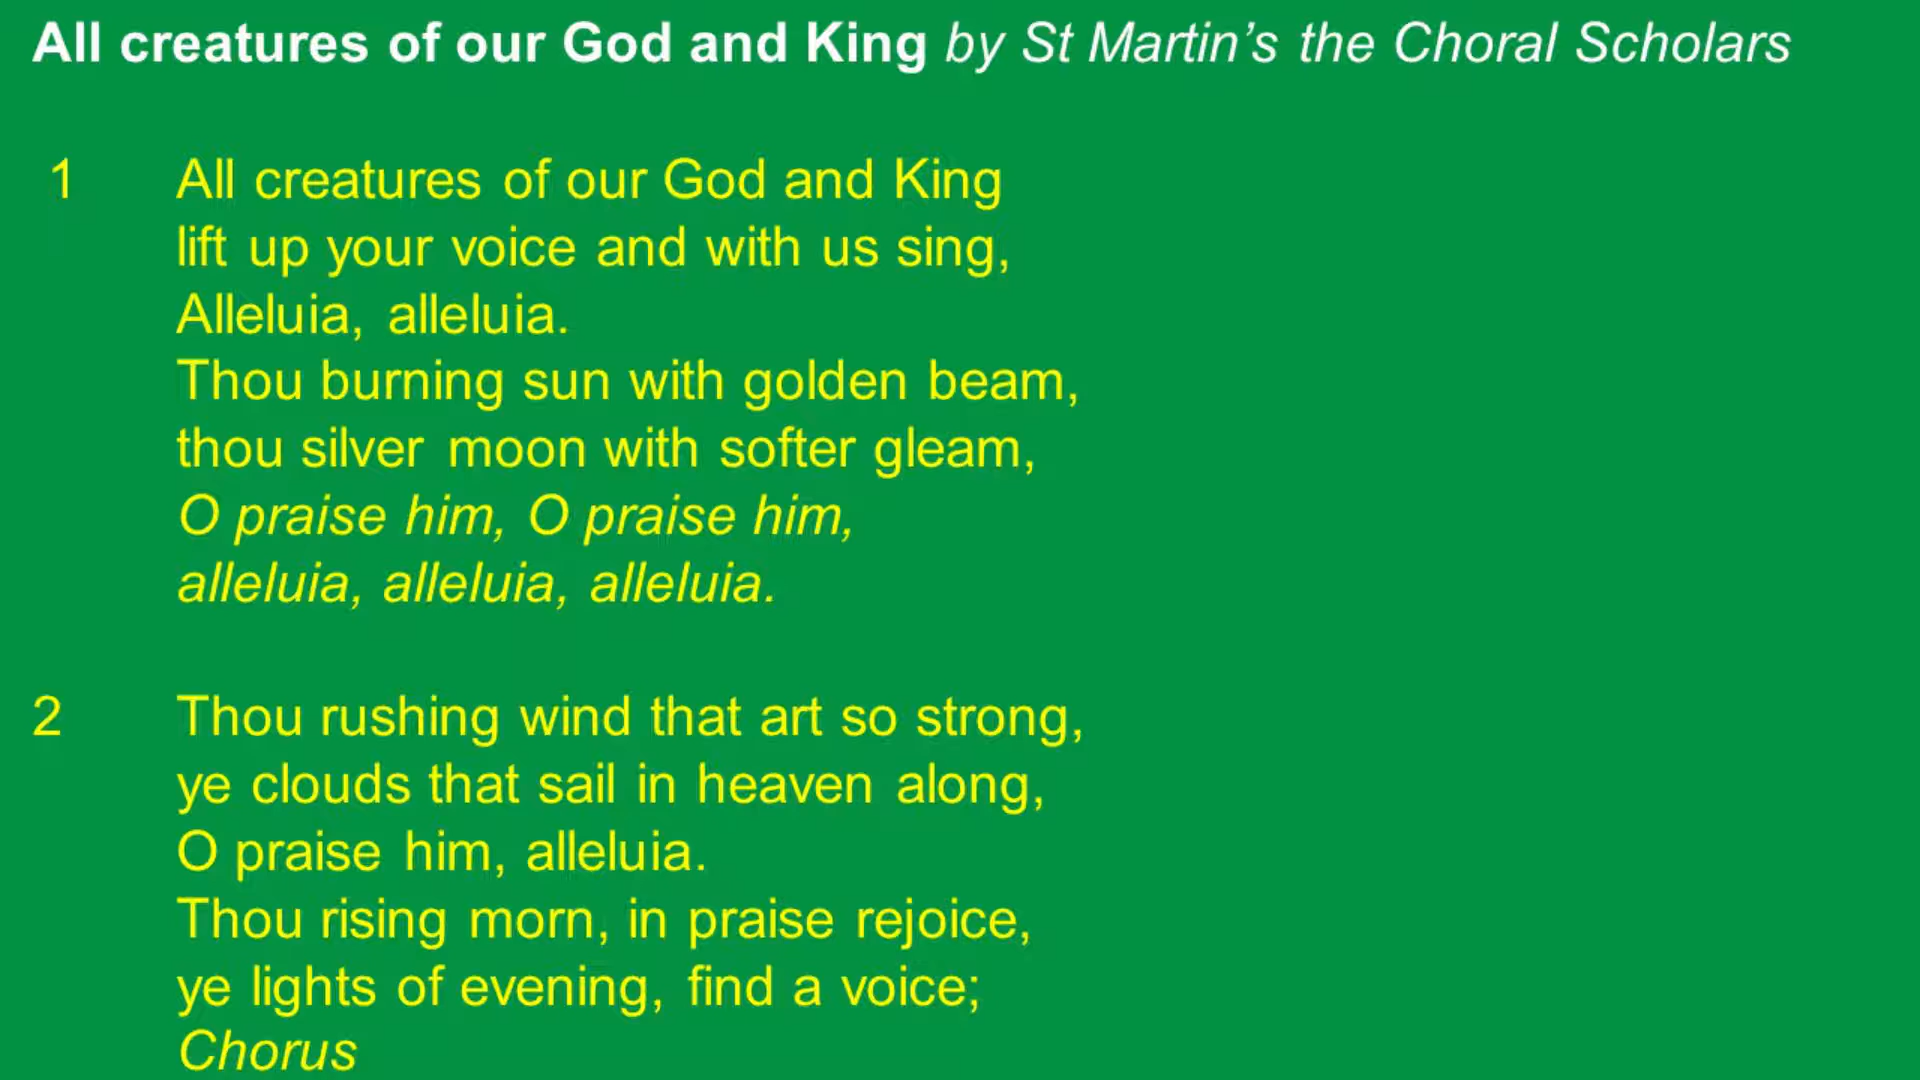 All creatures of our God and King by St Martin’s the Choral Scholars
1 All creatures of our God and King
lift up your voice and with us sing,
Alleluia, alleluia.
Thou burning sun with golden beam,
thou silver moon with softer gleam,
O praise him, O praise him,
alleluia, alleluia, alleluia.
2 Thou rushing wind that art so strong,
ye clouds that sail in heaven along,
O praise him, alleluia.
Thou rising morn, in praise rejoice,
ye lights of evening, find a voice;
Chorus